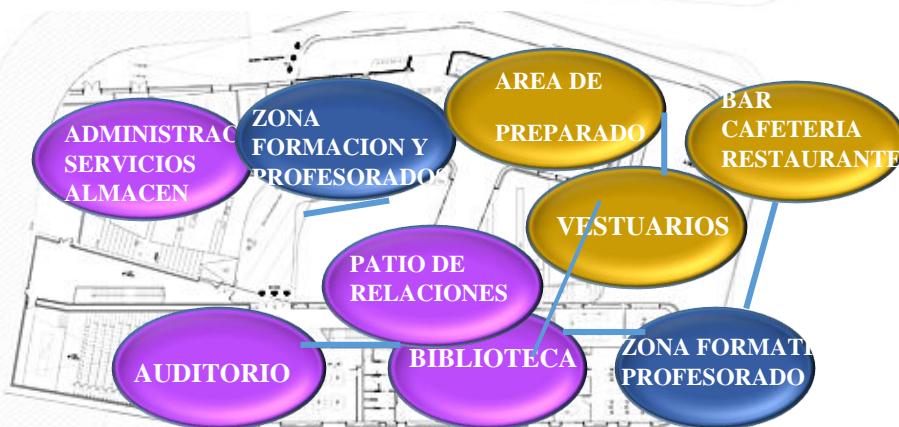 ADMINISTRAC
SERVICIOS
ALMACEN
ZONA
FORMACION Y
PROFESORADOS
AREA DE
PREPARADO
BAR
CAFETERIA
RESTAURANTE
VESTUARIOS
PATIO DE
RELACIONES
AUDITORIO
BIBLIOTECA
ZONA FORMATI
PROFESORADO